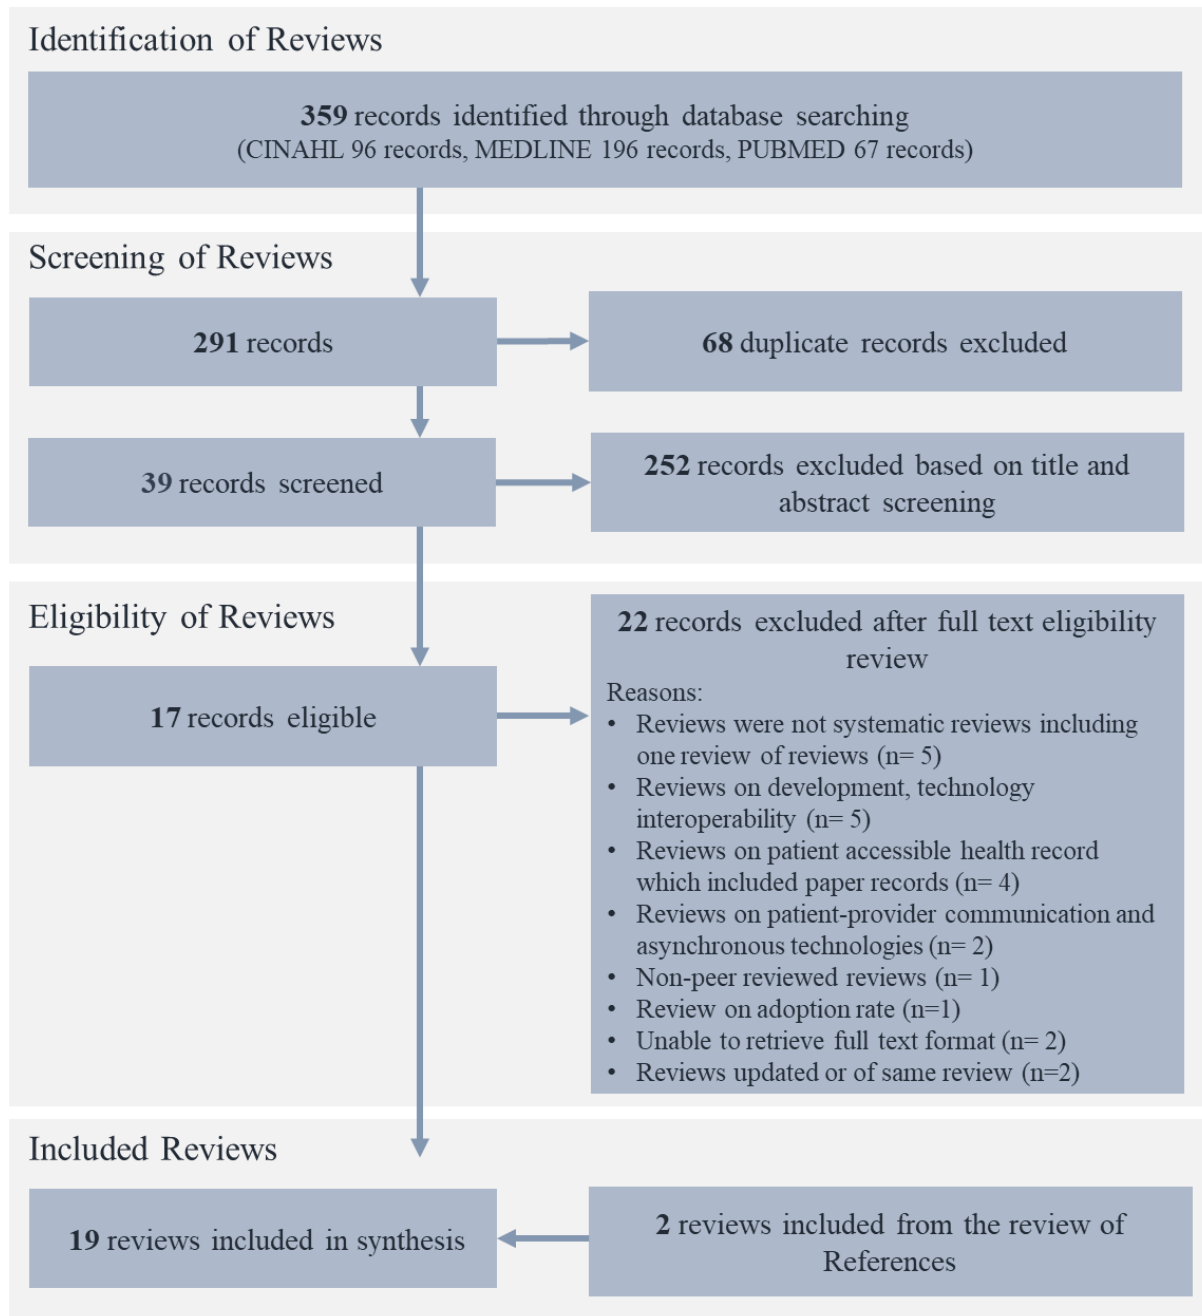 Identification of Reviews
359 records identified through database searching
(CINAHL 96 records, MEDLINE 196 records, PUBMED 67 records)
Screening of Reviews
291 records
68 duplicate records excluded
39 records screened
252 records excluded based on title and
abstract screening
Eligibility of Reviews
17 records eligible
22 records excluded after full text eligibility
review
Reasons:
• Reviews were not systematic reviews including
one review of reviews (n= 5)
• Reviews on development, technology
interoperability (n= 5)
• Reviews on patient accessible health record
which included paper records (n= 4)
• Reviews on patient-provider communication and
asynchronous technologies (n= 2)
• Non-peer reviewed reviews (n= 1)
• Review on adoption rate (n=1)
• Unable to retrieve full text format (n= 2)
• Reviews updated or of same review (n=2)
Included Reviews
19 reviews included in synthesis
2 reviews included from the review of
References